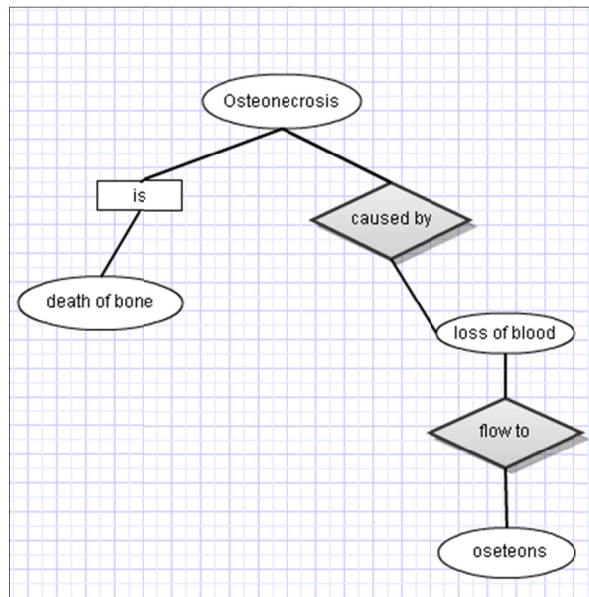 Osteonecrosis
is
caused by
death of bone
loss of blood
flow to
oseteons